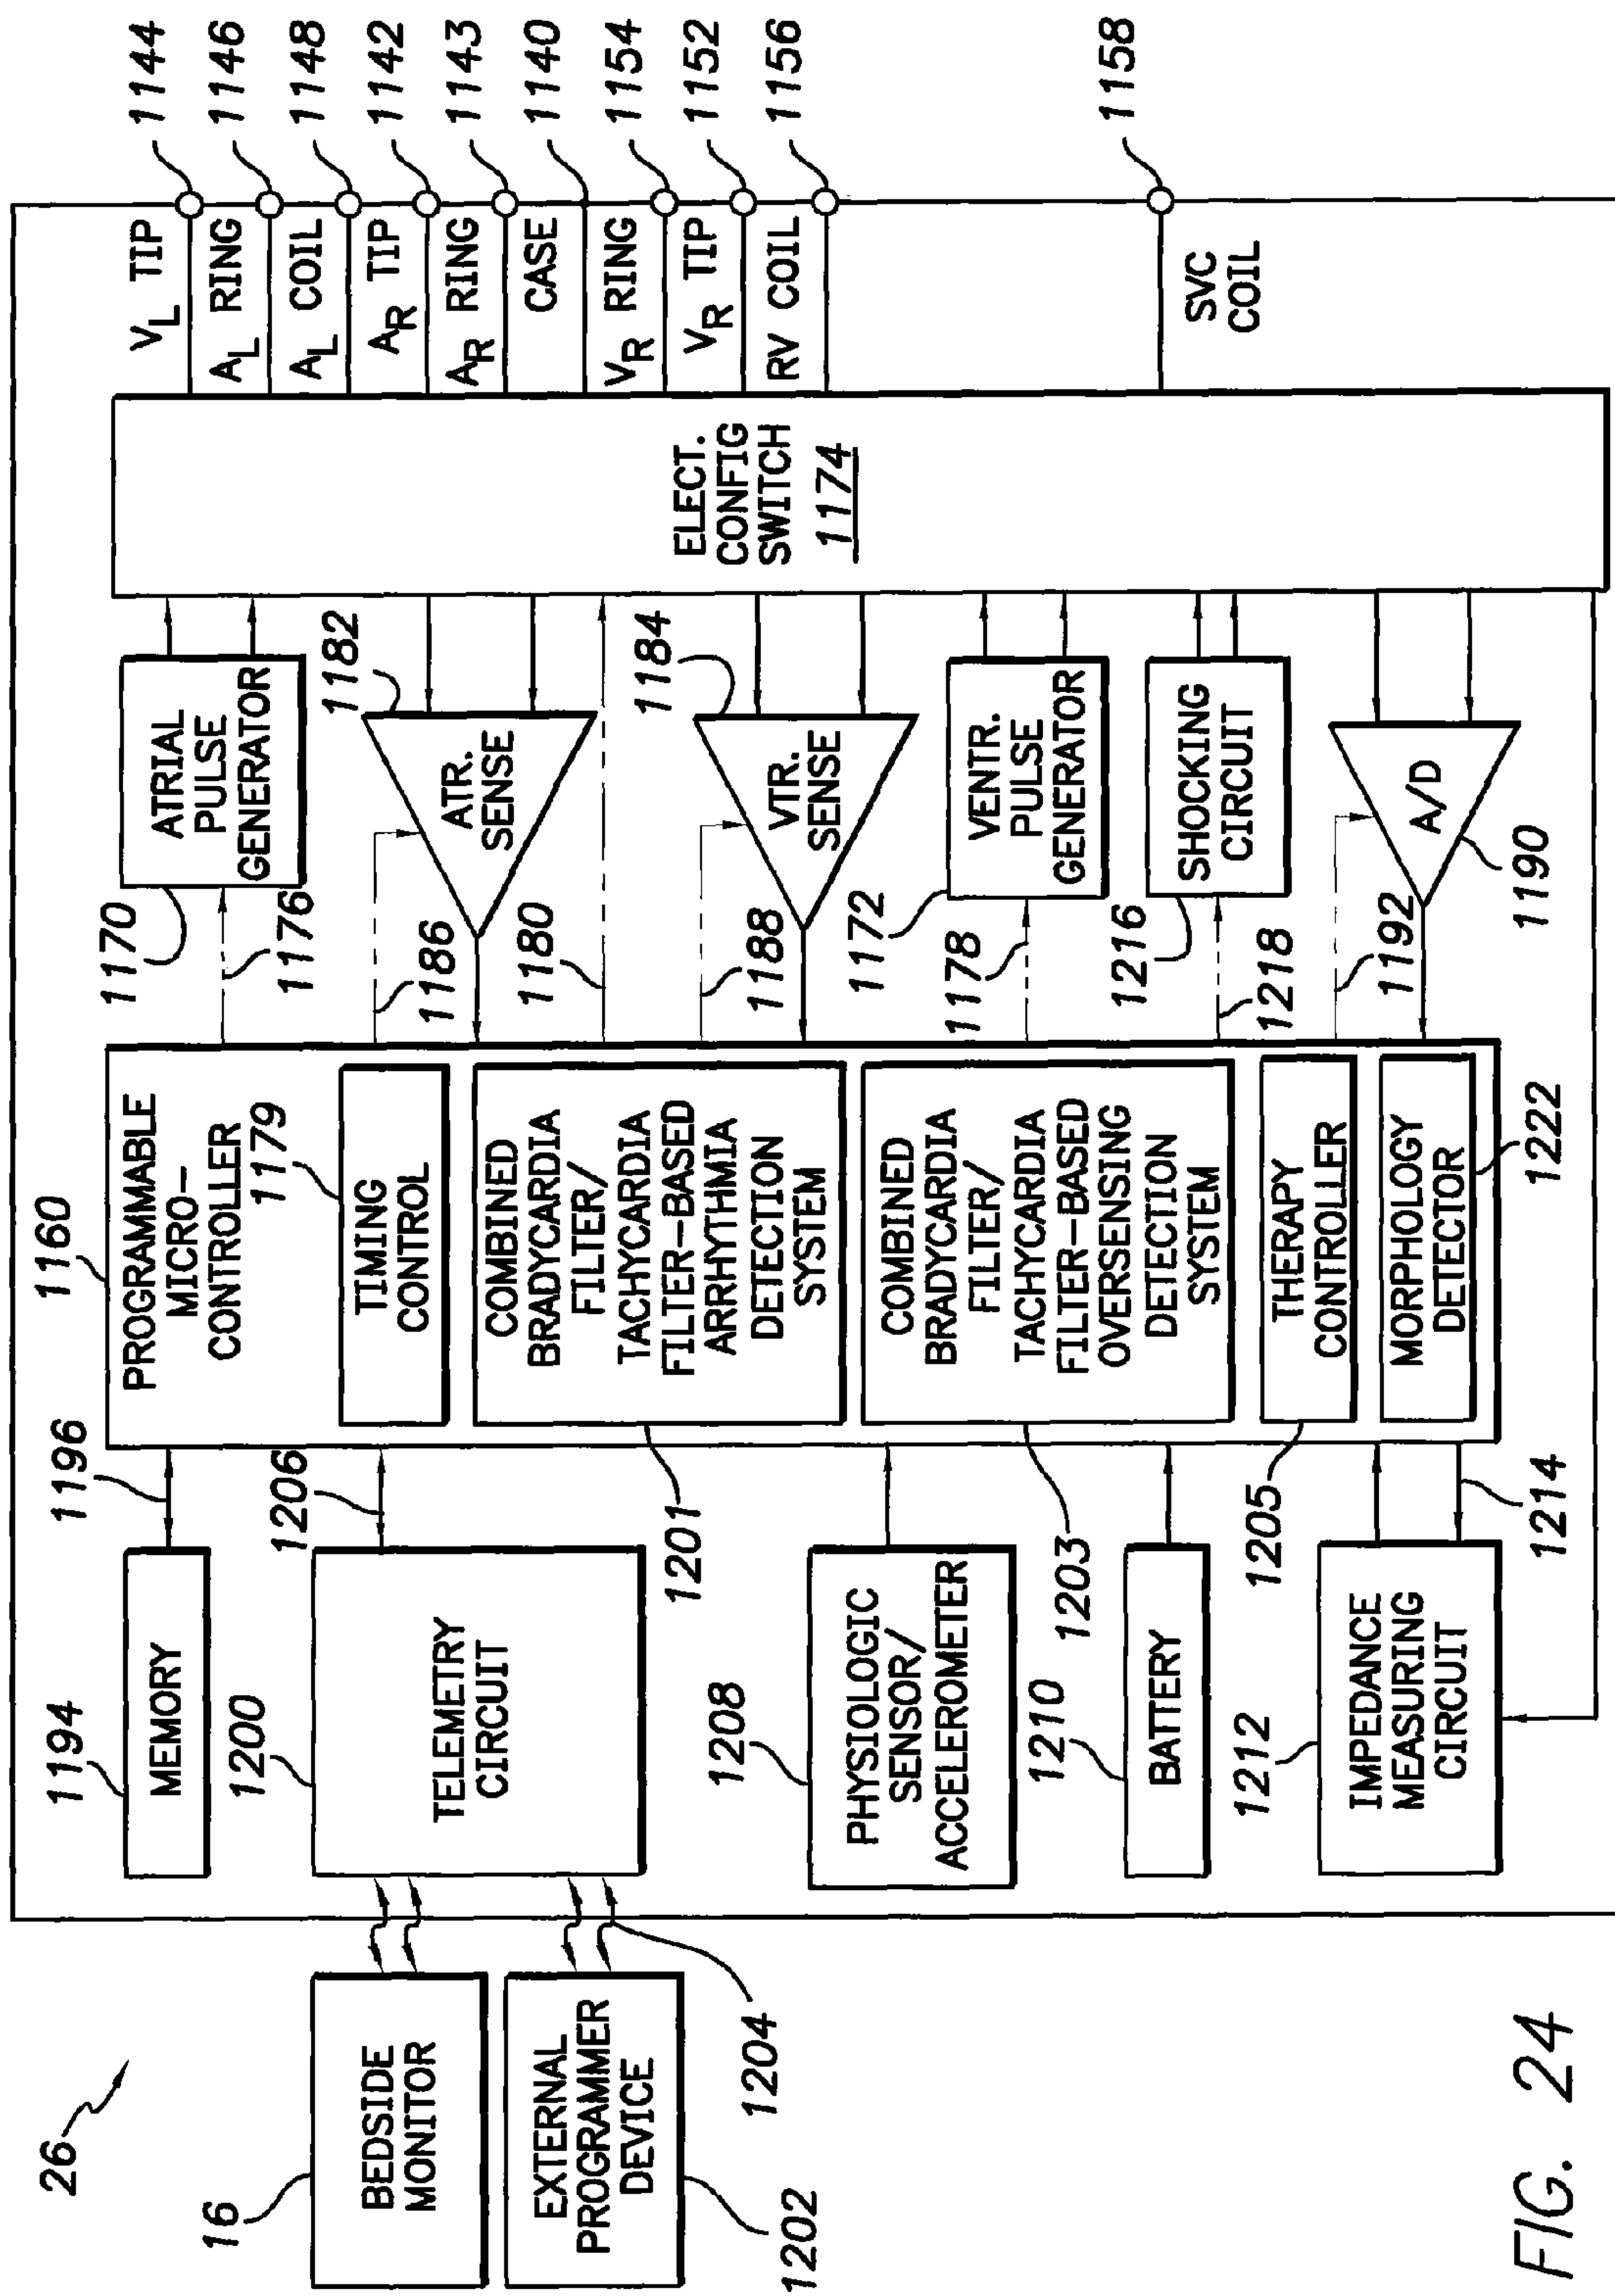 26
16
BEDSIDE
MONITOR
EXTERNAL
PROGRAMER
DEVICE
1202
1204
1194
MEMORY
1196
1200
TELEMETRY
CIRCUIT
1206
1201
1208
PHYSIOLOGIC
SENSOR/
ACCELEROMETER
1203
1210
BATTERY
1205
1212
IMPEDANCE
MEASURING
CIRCUIT
1214
1160
PROGRAMMABLE
MICRO-
CONTROLLER
1179
TIMING
CONTROL
COMBINED
BRADYCARDIA
FILTER/
TACHYCARDIA
FILTER-BASED
ARRHYTHMIA
DETECTION
SYSTEM
COMBINED
BRADYCARDIA
FILTER/
TACHYCARDIA
FILTER-BASED
OVERSENSING
DETECTION
SYSTEM
THERAPY
CONTROLLER
MORPHOLOGY
DETECTOR
1222
1170
ATRIAL
PULSE
GENERATOR
1176
1182
ATR.
SENSE
1186
1180
1184
VTR.
SENSE
1188
1172
VENTR.
PULSE
GENERATOR
1178
1216
SHOCKING
CIRCUIT
1218
A/D
1192
1190
ELECT.
CONFIG
SWITCH
1174
VL TIP 1144
AL RING 1146
AL COIL 1148
AR TIP 1142
AR RING 1143
CASE 1140
VR RING 1154
VR TIP 1152
RV COIL 1156
SVC
COIL
1158
FIG. 24